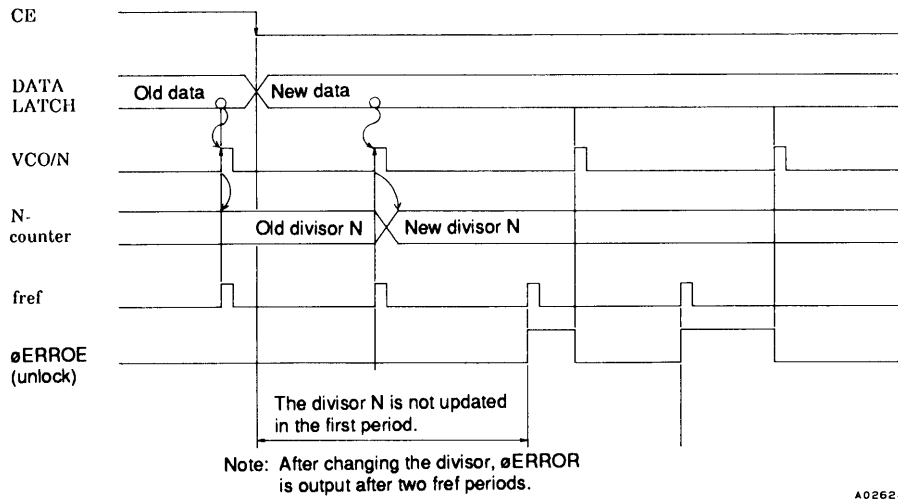 CE
DATA
LATCH
Old data
New data
VCO/N
N-
counter
Old divisor N
New divisor N
fref
øERROE
(unlock)
The divisor N is not updated
in the first period.
Note: After changing the divisor, øERROR
is output after two fref periods.